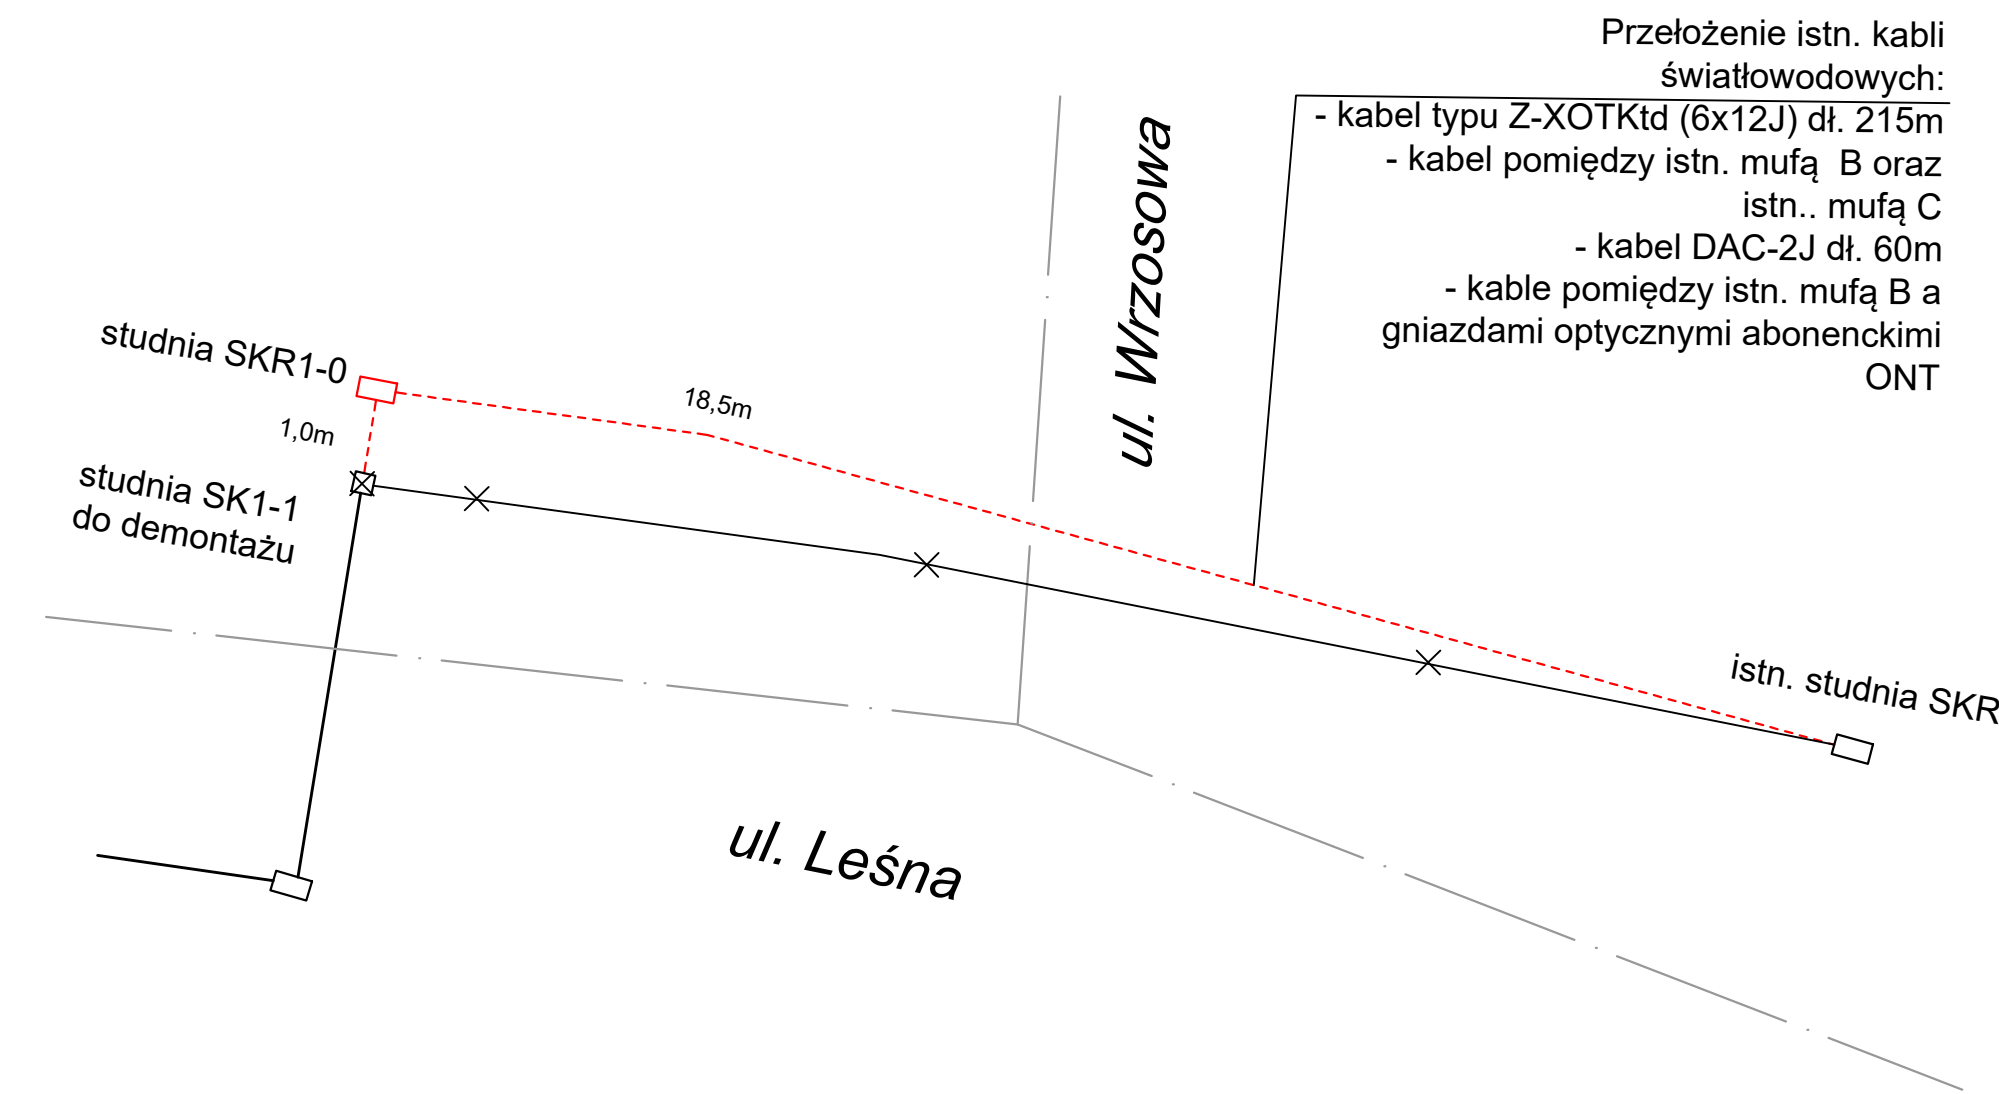 Przełożenie istn. kabli
światłowodowych:
- kabel typu Z-XOTKtd (6x12J) dł. 215m
- kabel pomiędzy istn. mufą  B oraz
istn.. mufą C
- kabel DAC-2J dł. 60m
- kable pomiędzy istn. mufą B a
gniazdami optycznymi abonenckimi
ONT
ul. Wrzosowa
studnia SKR1-0
18,5m
1,0m
studnia SK1-1
do demontażu
istn. studnia SKR
ul. Leśna